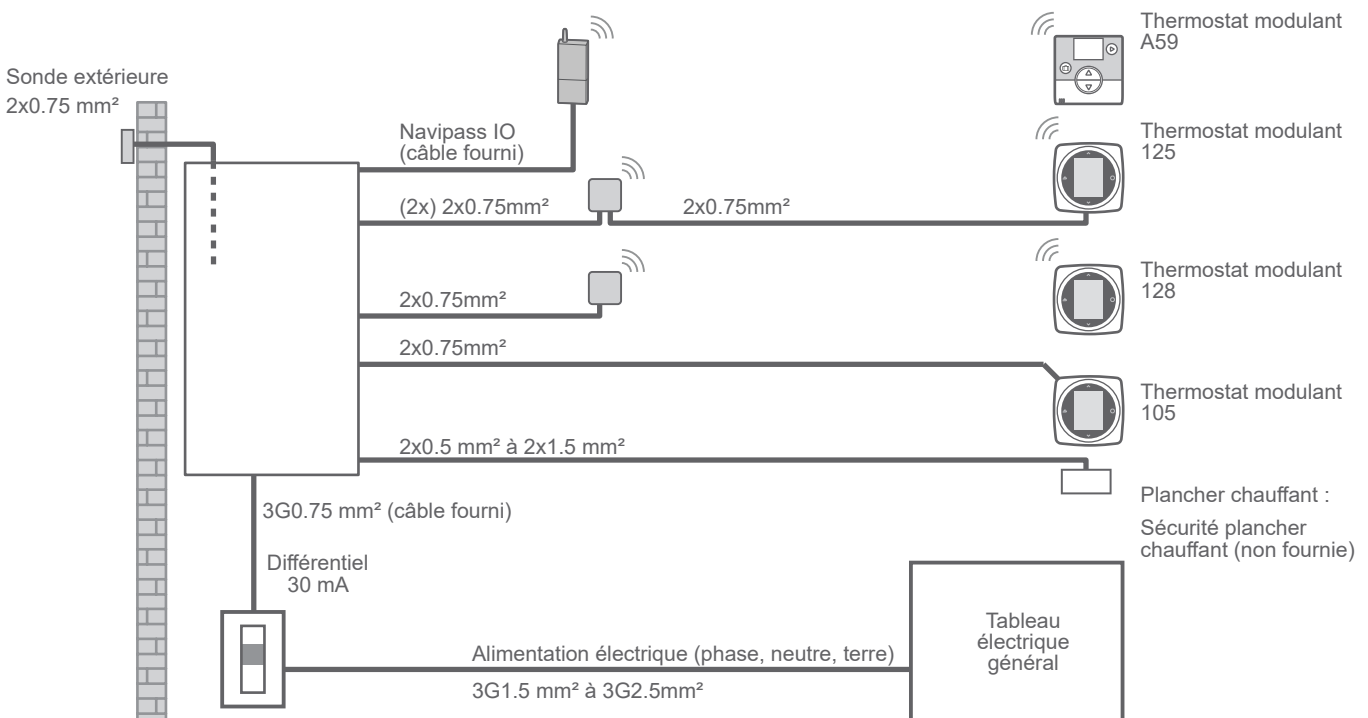 Thermostat modulant
A59
Sonde extérieure
2x0.75 mm²
Navipass IO
(câble fourni)
Thermostat modulant
125
(2x) 2x0.75mm²
2x0.75mm²
Thermostat modulant
128
2x0.75mm²
2x0.75mm²
Thermostat modulant
105
2x0.5 mm² à 2x1.5 mm²
Plancher chauffant :
Sécurité plancher
chauffant (non fournie)
3G0.75 mm² (câble fourni)
Différentiel
30 mA
Tableau
électrique
général
Alimentation électrique (phase, neutre, terre)
3G1.5 mm² à 3G2.5mm²